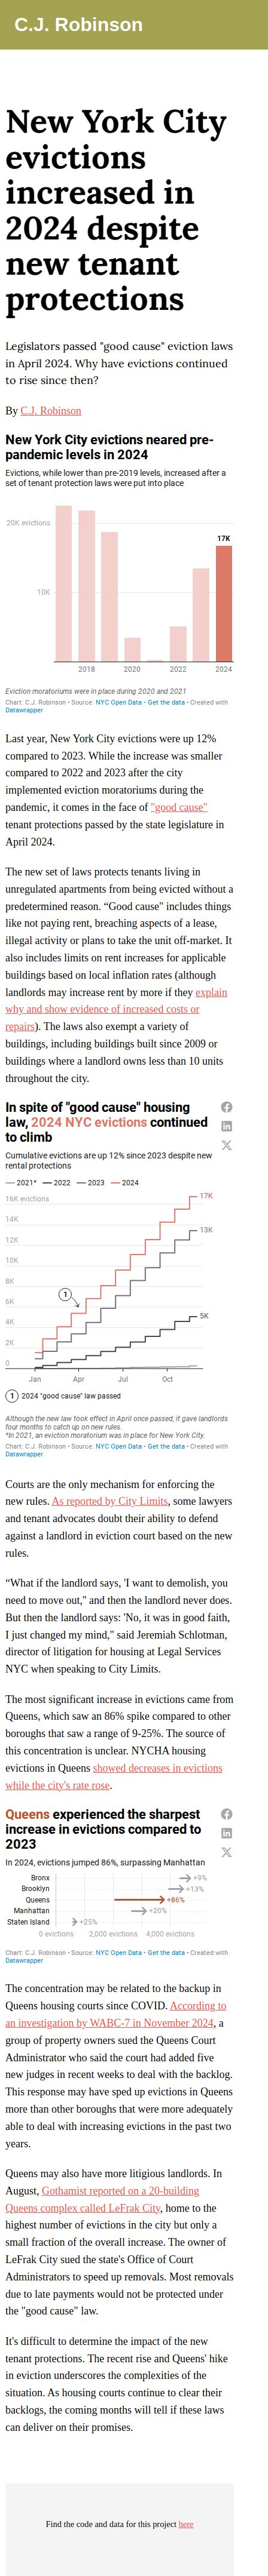 C.J. Robinson
New York City
evictions
increased in
2024 despite
new tenant
protections
Legislators passed "good cause" eviction laws
in April 2024. Why have evictions continued
to rise since then?
By C.J. Robinson
New York City evictions neared pre-
pandemic levels in 2024
Evictions, while lower than pre-2019 levels, increased after a
set of tenant protection laws were put into place
20K evictions
17K
10K
2018 2020 2022 2024
Eviction moratoriums were in place during 2020 and 2021
Chart: C.J. Robinson • Source: NYC Open Data • Get the data • Created with
Datawrapper
Last year, New York City evictions were up 12%
compared to 2023. While the increase was smaller
compared to 2022 and 2023 after the city
implemented eviction moratoriums during the
pandemic, it comes in the face of "good cause"
tenant protections passed by the state legislature in
April 2024.
The new set of laws protects tenants living in
unregulated apartments from being evicted without a
predetermined reason. “Good cause" includes things
like not paying rent, breaching aspects of a lease,
illegal activity or plans to take the unit off-market. It
also includes limits on rent increases for applicable
buildings based on local inflation rates (although
landlords may increase rent by more if they explain
why and show evidence of increased costs or
repairs). The laws also exempt a variety of
buildings, including buildings built since 2009 or
buildings where a landlord owns less than 10 units
throughout the city.
In spite of "good cause" housing
law, 2024 NYC evictions continued
to climb
Cumulative evictions are up 12% since 2023 despite new
rental protections
2021* 2022 2023 2024
16K evictions
17K
14K
13K
12K
10K
8K
1
6K
5K
4K
2K
0
Jan Apr Jul Oct
1 2024 "good cause" law passed
Although the new law took effect in April once passed, it gave landlords
four months to catch up on new rules.
*In 2021, an eviction moratorium was in place for New York City.
Chart: C.J. Robinson • Source: NYC Open Data • Get the data • Created with
Datawrapper
Courts are the only mechanism for enforcing the
new rules. As reported by City Limits, some lawyers
and tenant advocates doubt their ability to defend
against a landlord in eviction court based on the new
rules.
“What if the landlord says, 'I want to demolish, you
need to move out," and then the landlord never does.
But then the landlord says: 'No, it was in good faith,
I just changed my mind," said Jeremiah Schlotman,
director of litigation for housing at Legal Services
NYC when speaking to City Limits.
The most significant increase in evictions came from
Queens, which saw an 86% spike compared to other
boroughs that saw a range of 9-25%. The source of
this concentration is unclear. NYCHA housing
evictions in Queens showed decreases in evictions
while the city's rate rose.
Queens experienced the sharpest
increase in evictions compared to
2023
In 2024, evictions jumped 86%, surpassing Manhattan
Bronx +9%
Brooklyn +13%
Queens +86%
Manhattan +20%
Staten Island +25%
0 evictions 2,000 evictions 4,000 evictions
Chart: C.J. Robinson • Source: NYC Open Data • Get the data • Created with
Datawrapper
The concentration may be related to the backup in
Queens housing courts since COVID. According to
an investigation by WABC-7 in November 2024, a
group of property owners sued the Queens Court
Administrator who said the court had added five
new judges in recent weeks to deal with the backlog.
This response may have sped up evictions in Queens
more than other boroughs that were more adequately
able to deal with increasing evictions in the past two
years.
Queens may also have more litigious landlords. In
August, Gothamist reported on a 20-building
Queens complex called LeFrak City, home to the
highest number of evictions in the city but only a
small fraction of the overall increase. The owner of
LeFrak City sued the state's Office of Court
Administrators to speed up removals. Most removals
due to late payments would not be protected under
the "good cause" law.
It's difficult to determine the impact of the new
tenant protections. The recent rise and Queens' hike
in eviction underscores the complexities of the
situation. As housing courts continue to clear their
backlogs, the coming months will tell if these laws
can deliver on their promises.
Find the code and data for this project here